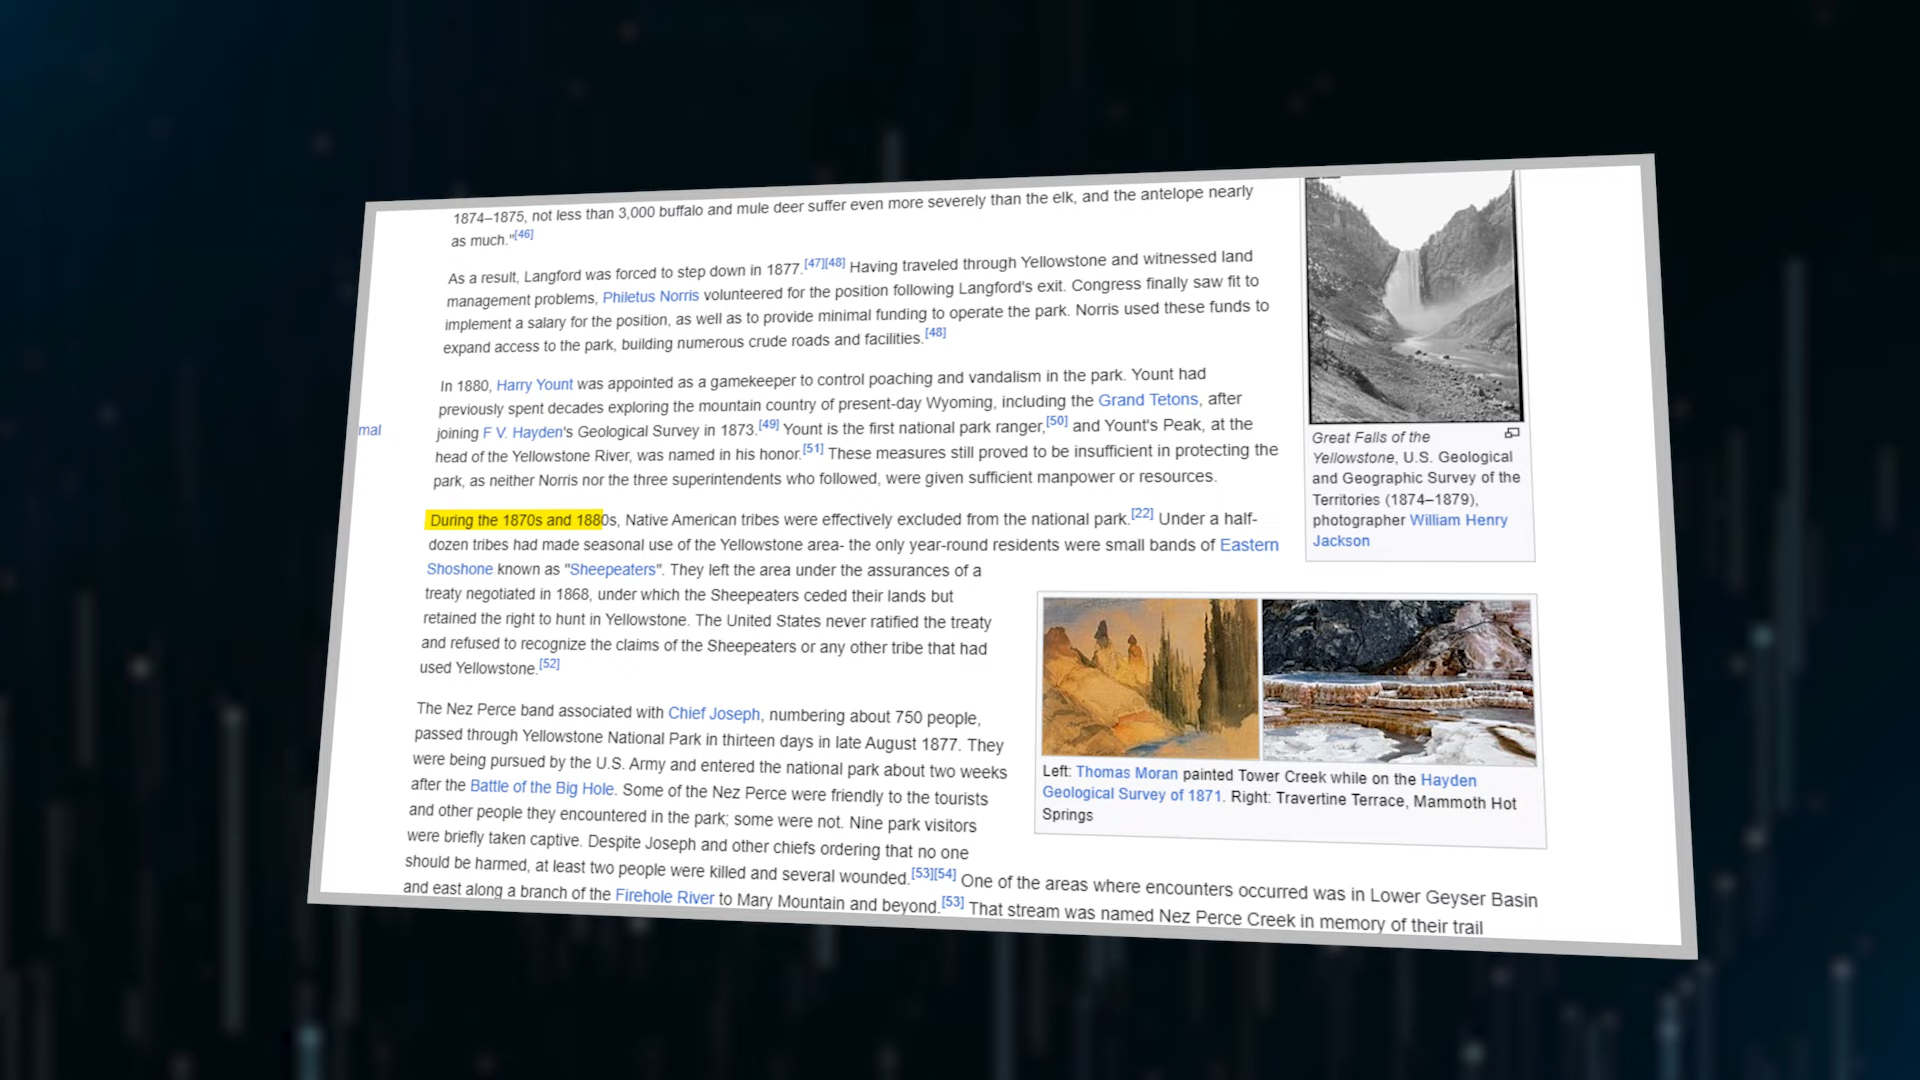 1874–1875, not less than 3,000 buffalo and mule deer suffer even more severely than the elk, and the antelope nearly
as much."[46]
As a result, Langford was forced to step down in 1877.[47][48] Having traveled through Yellowstone and witnessed land
management problems, Philetus Norris volunteered for the position following Langford's exit. Congress finally saw fit to
implement a salary for the position, as well as to provide minimal funding to operate the park. Norris used these funds to
expand access to the park, building numerous crude roads and facilities.[48]
In 1880, Harry Yount was appointed as a gamekeeper to control poaching and vandalism in the park. Yount had
previously spent decades exploring the mountain country of present-day Wyoming, including the Grand Tetons, after
joining F V. Hayden's Geological Survey in 1873.[49] Yount is the first national park ranger,[50] and Yount's Peak, at the
head of the Yellowstone River, was named in his honor.[51] These measures still proved to be insufficient in protecting the
park, as neither Norris nor the three superintendents who followed, were given sufficient manpower or resources.
During the 1870s and 1880s, Native American tribes were effectively excluded from the national park.[22] Under a half-
dozen tribes had made seasonal use of the Yellowstone area- the only year-round residents were small bands of Eastern
Shoshone known as "Sheepeaters". They left the area under the assurances of a
treaty negotiated in 1868, under which the Sheepeaters ceded their lands but
retained the right to hunt in Yellowstone. The United States never ratified the treaty
and refused to recognize the claims of the Sheepeaters or any other tribe that had
used Yellowstone.[52]
The Nez Perce band associated with Chief Joseph, numbering about 750 people,
passed through Yellowstone National Park in thirteen days in late August 1877. They
were being pursued by the U.S. Army and entered the national park about two weeks
after the Battle of the Big Hole. Some of the Nez Perce were friendly to the tourists
and other people they encountered in the park; some were not. Nine park visitors
were briefly taken captive. Despite Joseph and other chiefs ordering that no one
should be harmed, at least two people were killed and several wounded.[53][54] One of the areas where encounters occurred was in Lower Geyser Basin
and east along a branch of the Firehole River to Mary Mountain and beyond.[53] That stream was named Nez Perce Creek in memory of their trail
mal
Great Falls of the
Yellowstone, U.S. Geological
and Geographic Survey of the
Territories (1874–1879),
photographer William Henry
Jackson
Left: Thomas Moran painted Tower Creek while on the Hayden
Geological Survey of 1871. Right: Travertine Terrace, Mammoth Hot
Springs